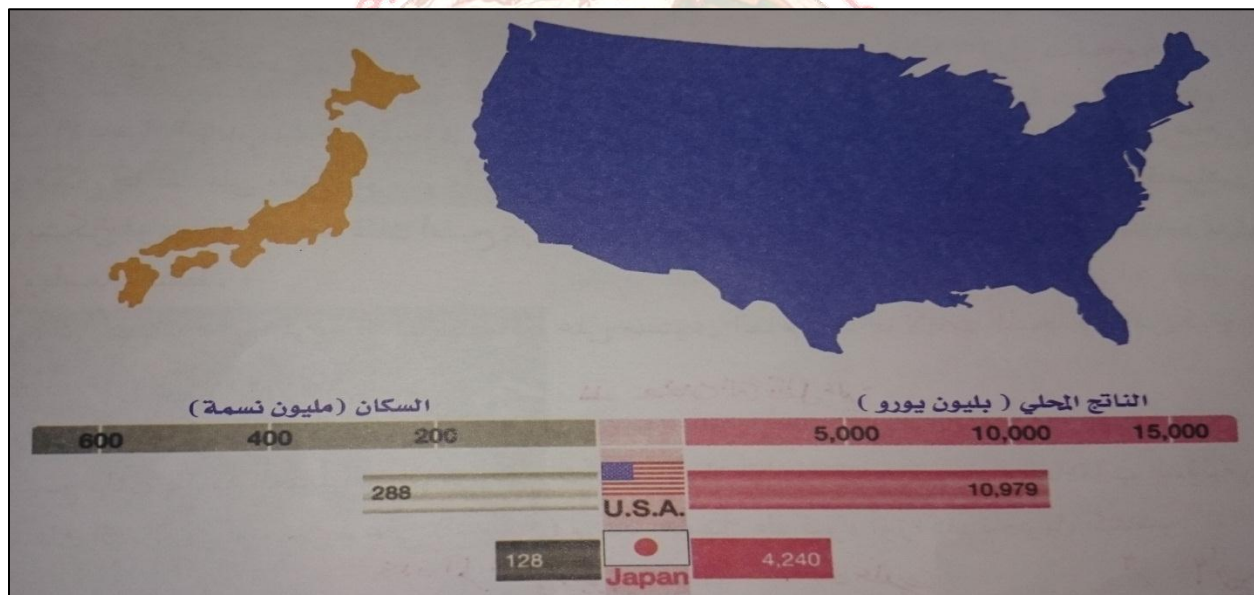 السكان (مليون نسمة)
الناتج المحلي ( بليون يورو )
600 400 200 5,000 10,000 15,000
288 U.S.A. 10,979
128 Japan 4,240